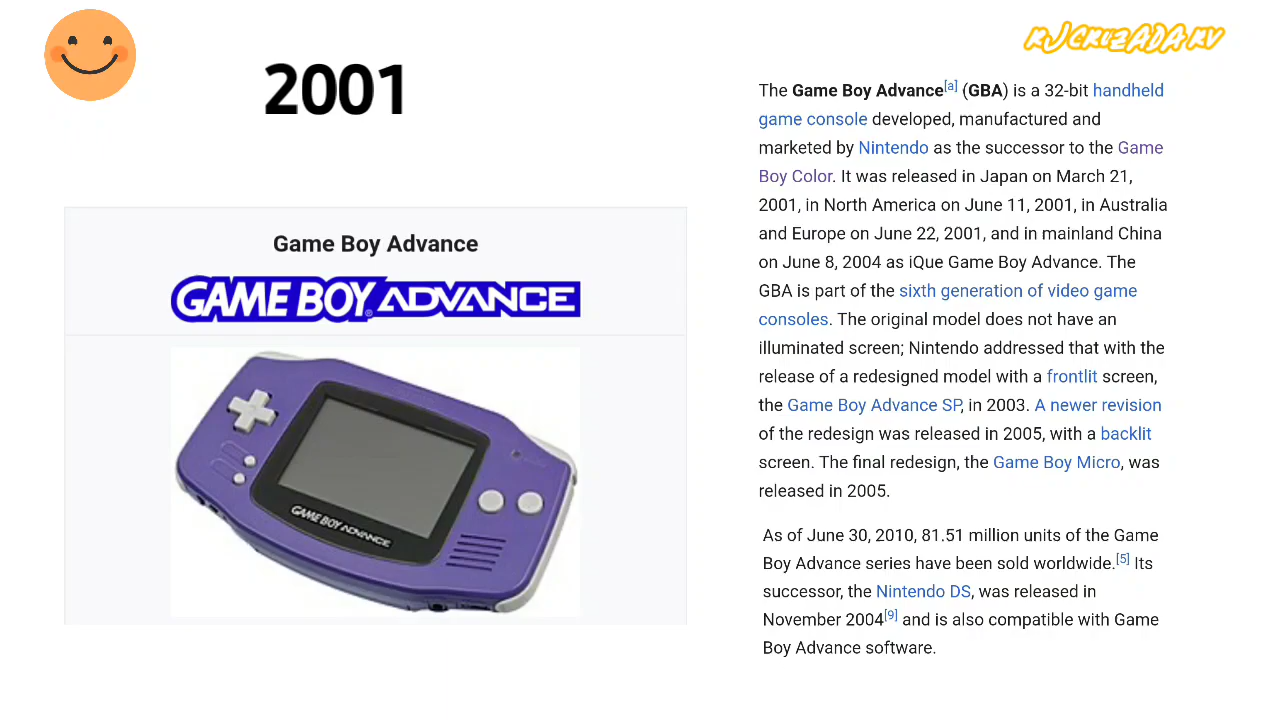 KJCRUZADA KV
2001
Game Boy Advance
GAME BOY ADVANCE
GAME BOY ADVANCE
The Game Boy Advance[a] (GBA) is a 32-bit handheld
game console developed, manufactured and
marketed by Nintendo as the successor to the Game
Boy Color. It was released in Japan on March 21,
2001, in North America on June 11, 2001, in Australia
and Europe on June 22, 2001, and in mainland China
on June 8, 2004 as iQue Game Boy Advance. The
GBA is part of the sixth generation of video game
consoles. The original model does not have an
illuminated screen; Nintendo addressed that with the
release of a redesigned model with a frontlit screen,
the Game Boy Advance SP, in 2003. A newer revision
of the redesign was released in 2005, with a backlit
screen. The final redesign, the Game Boy Micro, was
released in 2005.
As of June 30, 2010, 81.51 million units of the Game
Boy Advance series have been sold worldwide.[5] Its
successor, the Nintendo DS, was released in
November 2004[9] and is also compatible with Game
Boy Advance software.